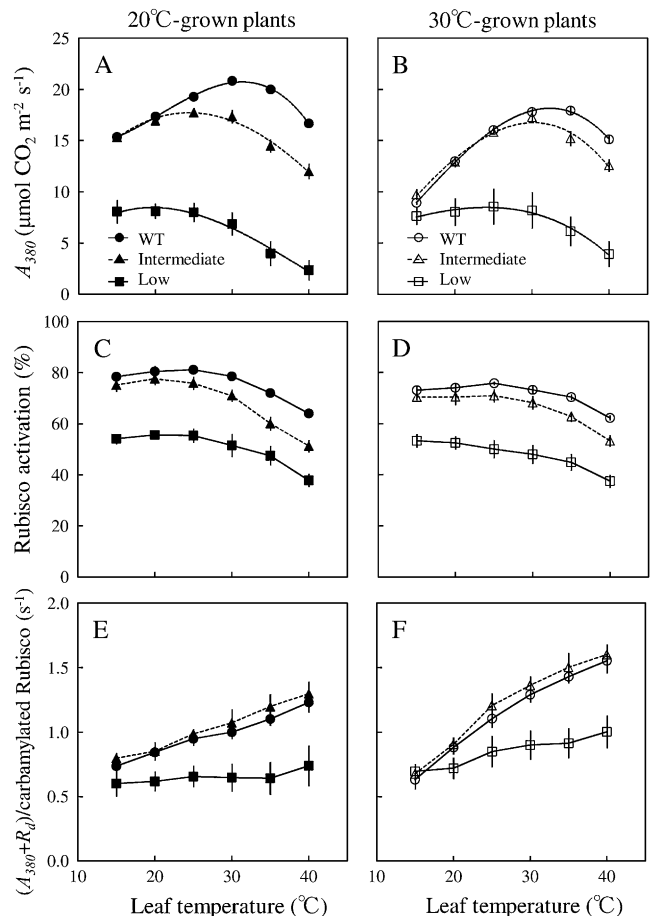 20℃-grown plants
30℃-grown plants
A380 (μmol CO2 m-2 s-1)
25
20
15
10
5
0
A
WT
Intermediate
Low
B
WT
Intermediate
Low
Rubisco activation (%)
100
80
60
40
20
0
C
D
(A380+Rd)/carbamylated Rubisco (s-1)
2.0
1.5
1.0
0.5
0.0
E
F
10 20 30 40
10 20 30 40
Leaf temperature (℃)
Leaf temperature (℃)